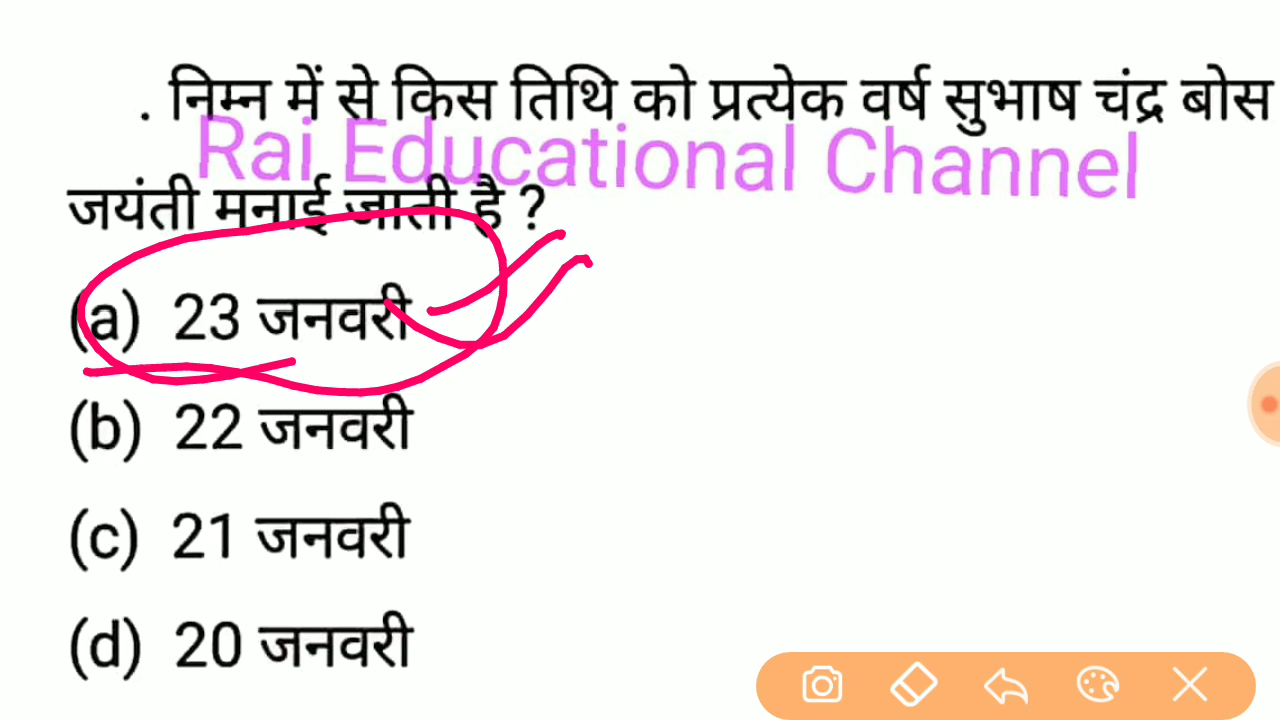 . निम्न में से किस तिथि को प्रत्येक वर्ष सुभाष चंद्र बोस
Rai Educational Channel
जयंती मनाई जाती है ?
(a) 23 जनवरी
(b) 22 जनवरी
(c) 21 जनवरी
(d) 20 जनवरी